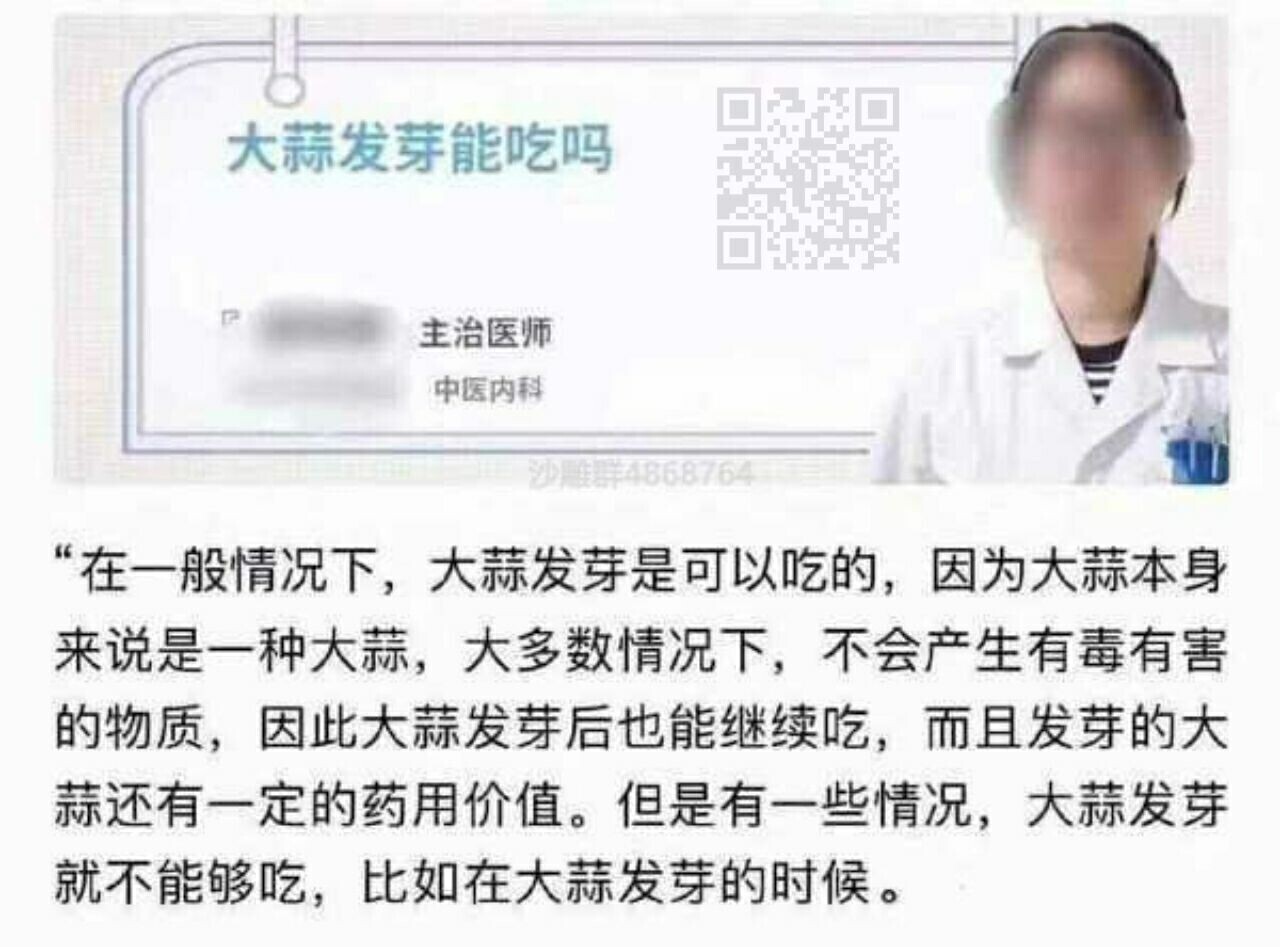 大蒜发芽能吃吗
主治医师
中医内科
沙雕群4868764
“在一般情况下，大蒜发芽是可以吃的，因为大蒜本身
来说是一种大蒜，大多数情况下，不会产生有毒有害
的物质，因此大蒜发芽后也能继续吃，而且发芽的大
蒜还有一定的药用价值。但是有一些情况，大蒜发芽
就不能够吃，比如在大蒜发芽的时候。